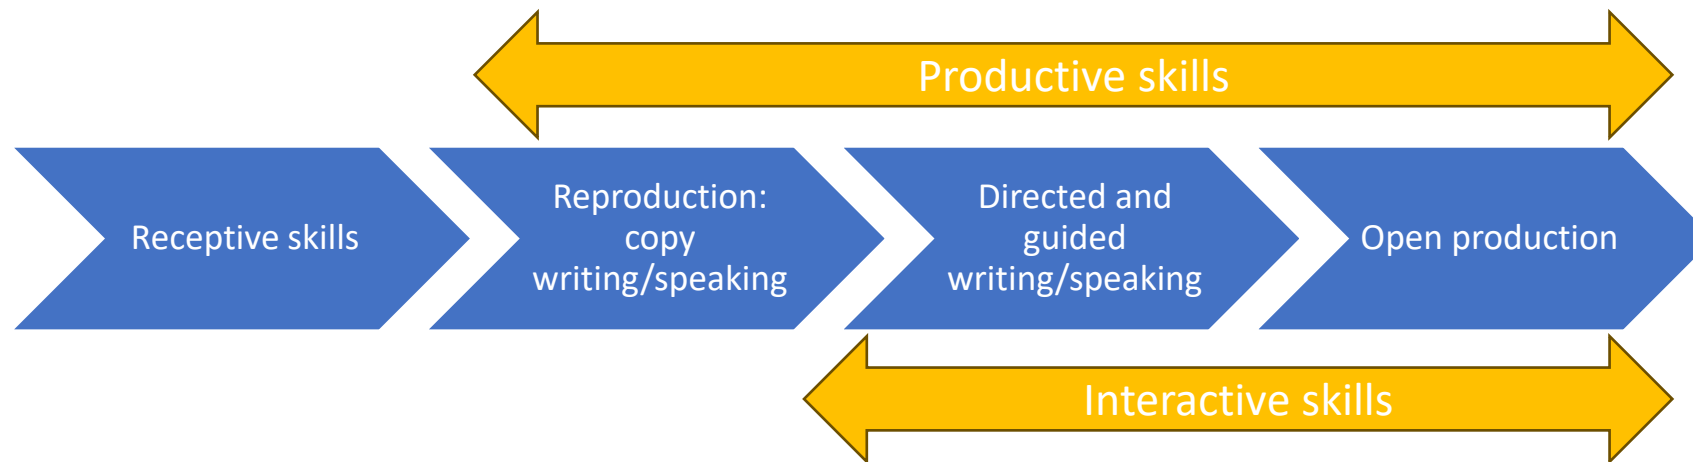 Productive skills
Receptive skills
Reproduction:
copy
writing/speaking
Directed and
guided
writing/speaking
Open production
Interactive skills